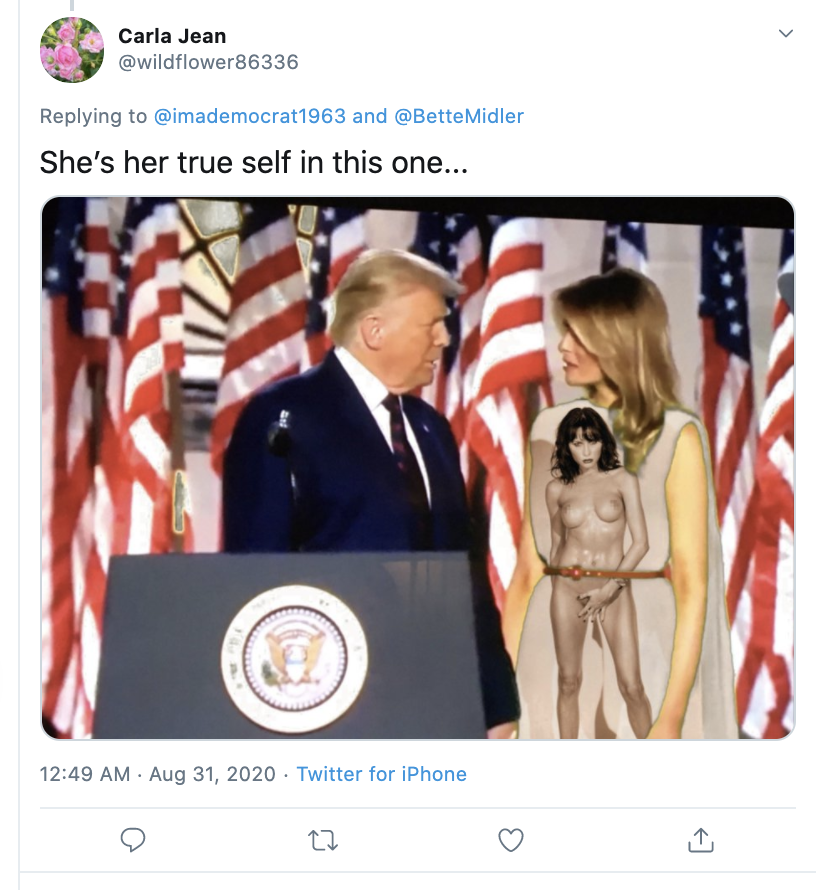 Carla Jean
@wildflower86336
Replying to @imademocrat1963 and @BetteMidler
She’s her true self in this one...
12:49 AM · Aug 31, 2020 · Twitter for iPhone